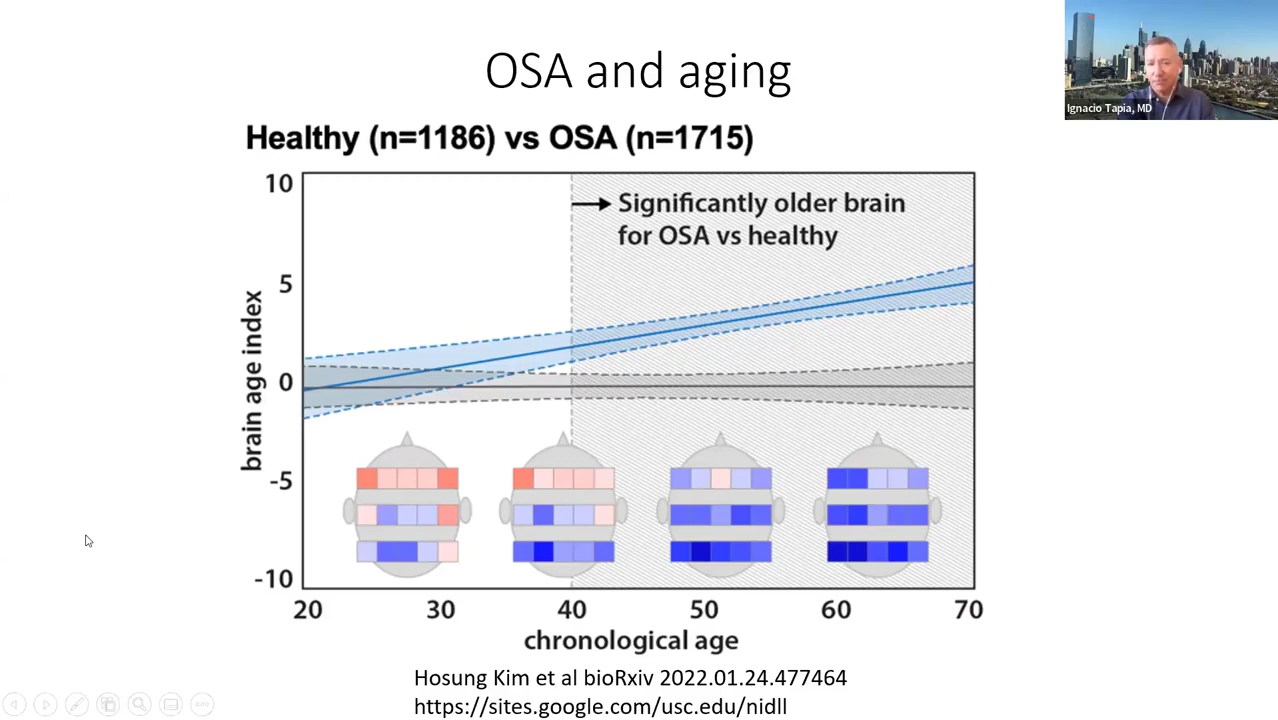 OSA and aging
Ignacio Tapia, MD
Healthy (n=1186) vs OSA (n=1715)
10
5
0
-5
-10
brain age index
Significantly older brain
for OSA vs healthy
20 30 40 50 60 70
chronological age
Hosung Kim et al bioRxiv 2022.01.24.477464
https://sites.google.com/usc.edu/nidll